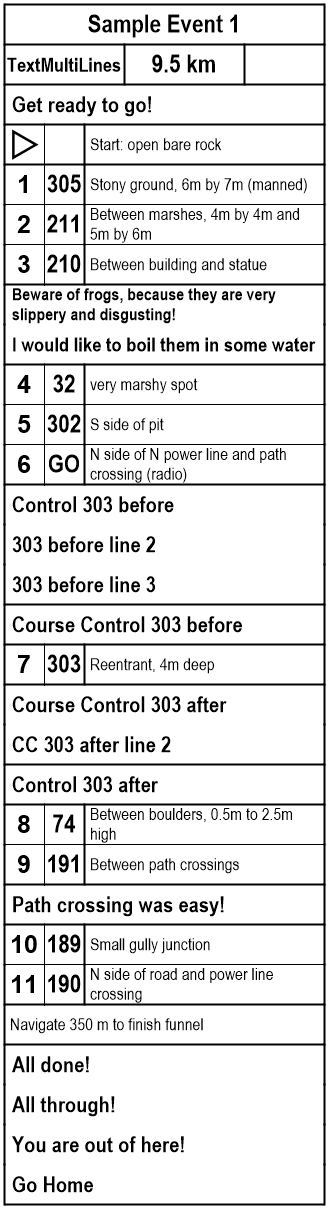 Sample Event 1
TextMultiLines 9.5 km
Get ready to go!
Start: open bare rock
1 305 Stony ground, 6m by 7m (manned)
2 211 Between marshes, 4m by 4m and
5m by 6m
3 210 Between building and statue
Beware of frogs, because they are very
slippery and disgusting!
I would like to boil them in some water
4 32 very marshy spot
5 302 S side of pit
6 GO N side of N power line and path
crossing (radio)
Control 303 before
303 before line 2
303 before line 3
Course Control 303 before
7 303 Reentrant, 4m deep
Course Control 303 after
CC 303 after line 2
Control 303 after
8 74 Between boulders, 0.5m to 2.5m
high
9 191 Between path crossings
Path crossing was easy!
10 189 Small gully junction
11 190 N side of road and power line
crossing
Navigate 350 m to finish funnel
All done!
All through!
You are out of here!
Go Home